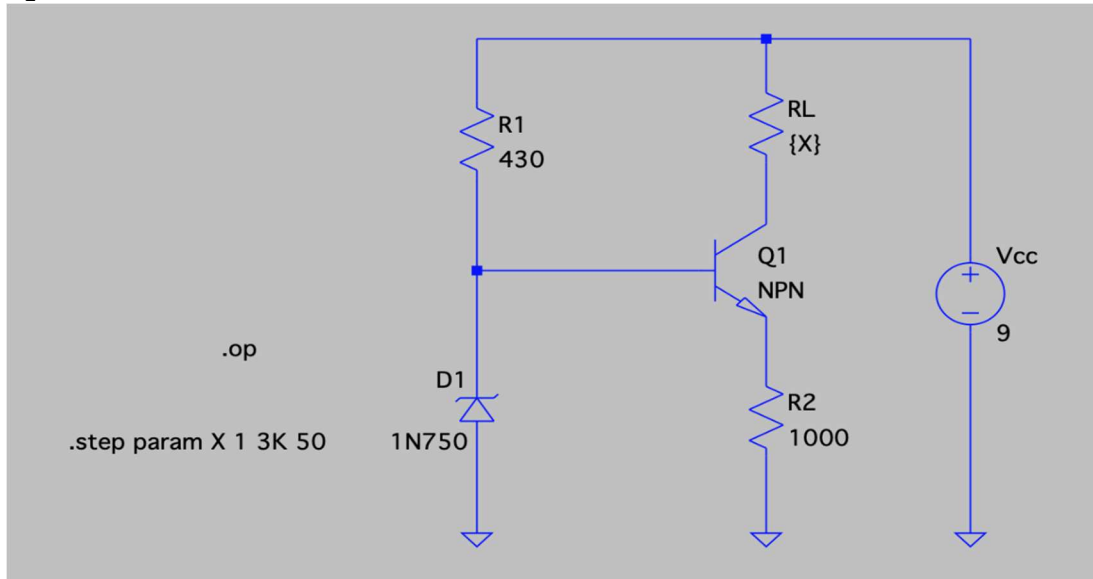 R1
430
RL
{X}
Q1
NPN
Vcc
+
−
9
.op
D1
1N750
.step param X 1 3K 50
R2
1000